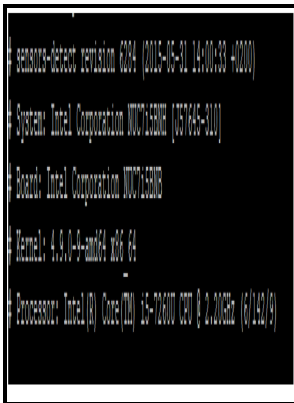 # sensors-detect revision 6284 (2015-05-31 14:00:33 +0200)
# System: Intel Corporation NUC7i5BNH [J57645-310]
# Board: Intel Corporation NUC7i5BNB
# Kernel: 4.9.0-9-amd64 x86_64
# Processor: Intel(R) Core(TM) i5-7260U CPU @ 2.20GHz (6/142/9)